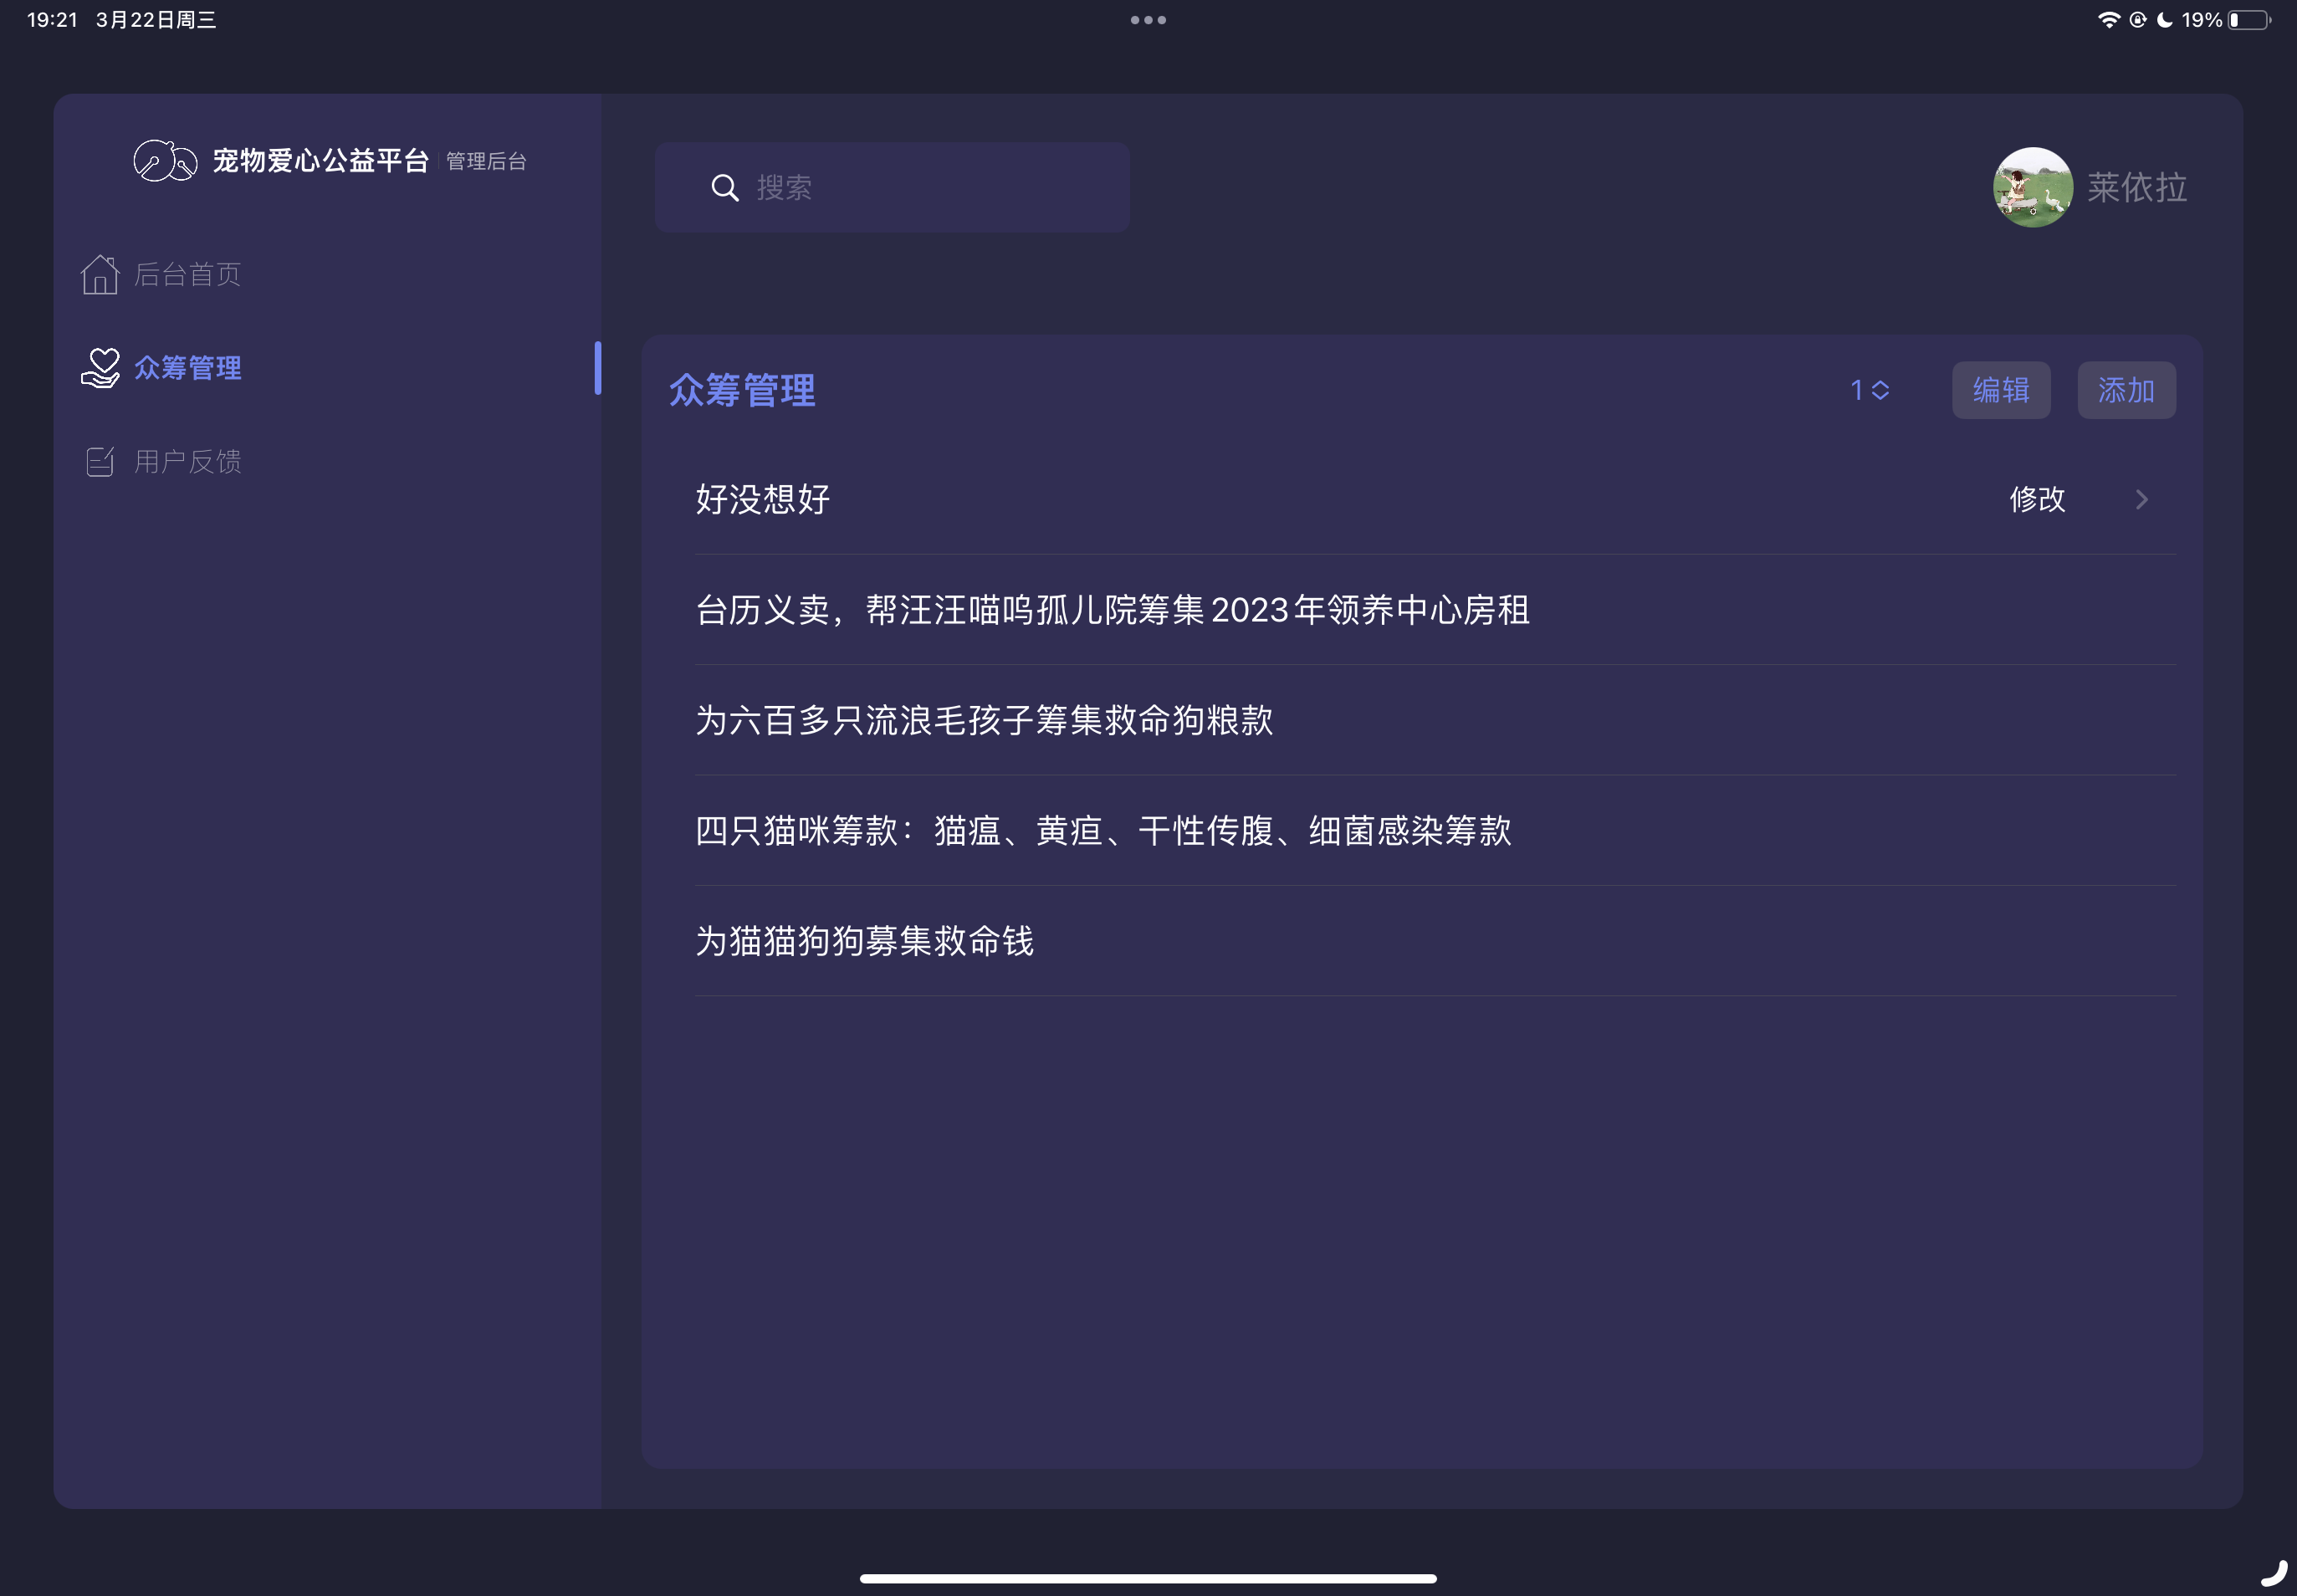 19:21 3月22日周三
19%
宠物爱心公益平台 管理后台
搜索
莱依拉
后台首页
众筹管理
用户反馈
众筹管理
1
编辑
添加
好没想好
修改
台历义卖，帮汪汪喵呜孤儿院筹集2023年领养中心房租
为六百多只流浪毛孩子筹集救命狗粮款
四只猫咪筹款：猫瘟、黄疸、干性传腹、细菌感染筹款
为猫猫狗狗募集救命钱